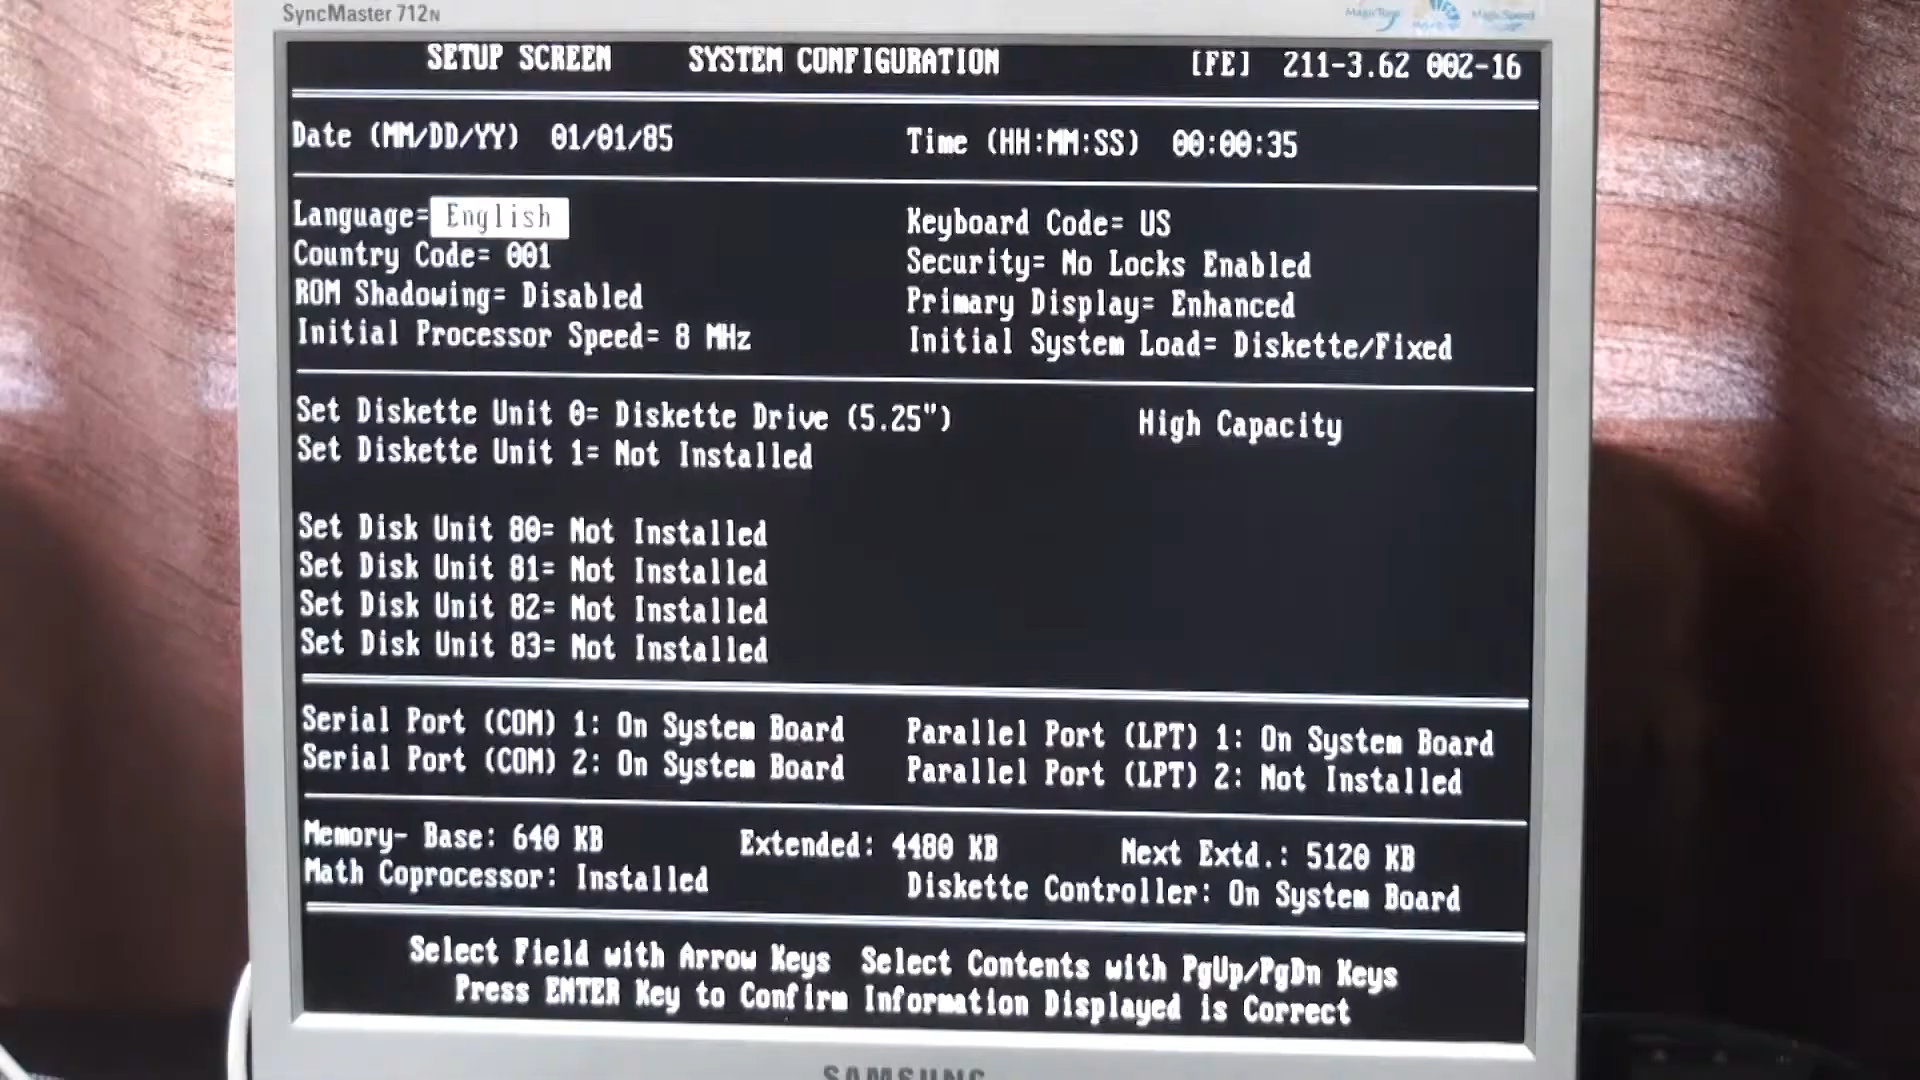 SyncMaster 712N
SETUP SCREEN SYSTEM CONFIGURATION [FE] 211-3.62 002-16
Date (MM/DD/YY) 01/01/85 Time (HH:MM:SS) 00:00:35
Language= English Keyboard Code= US
Country Code= 001 Security= No Locks Enabled
ROM Shadowing= Disabled Primary Display= Enhanced
Initial Processor Speed= 8 MHz Initial System Load= Diskette/Fixed
Set Diskette Unit 0= Diskette Drive (5.25") High Capacity
Set Diskette Unit 1= Not Installed
Set Disk Unit 80= Not Installed
Set Disk Unit 81= Not Installed
Set Disk Unit 82= Not Installed
Set Disk Unit 83= Not Installed
Serial Port (COM) 1: On System Board Parallel Port (LPT) 1: On System Board
Serial Port (COM) 2: On System Board Parallel Port (LPT) 2: Not Installed
Memory- Base: 640 KB Extended: 4480 KB Next Extd.: 5120 KB
Math Coprocessor: Installed Diskette Controller: On System Board
Select Field with Arrow Keys Select Contents with PgUp/PgDn Keys
Press ENTER Key to Confirm Information Displayed is Correct
SAMSUNG